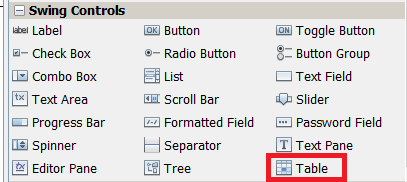 Swing Controls
label Label OK Button ON Toggle Button
Check Box Radio Button Button Group
Combo Box List Text Field
tx Text Area Scroll Bar Slider
Progress Bar Formatted Field Password Field
Spinner Separator T Text Pane
Editor Pane Tree Table